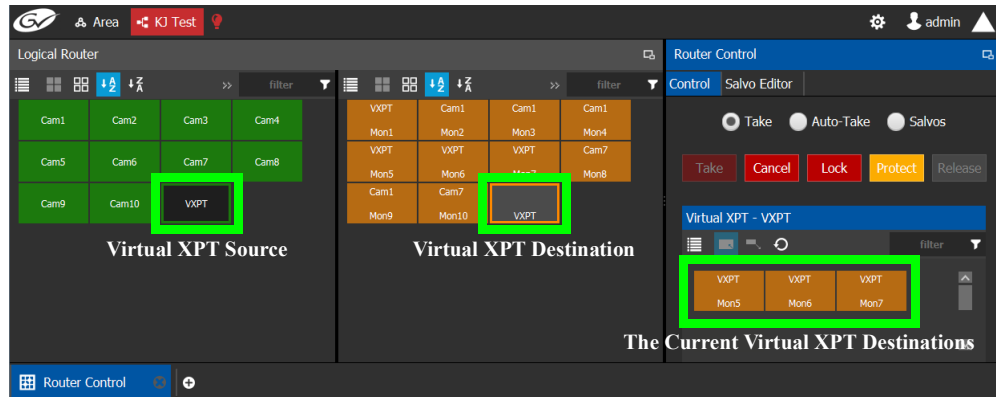 GV Area KJ Test admin
Logical Router Router Control
A Z Z A >> filter A Z Z A >> filter Control Salvo Editor
Cam1 Cam2 Cam3 Cam4 VXPT Cam1 Cam1 Cam1
Mon1 Mon2 Mon3 Mon4
Take Auto-Take Salvos
Cam5 Cam6 Cam7 Cam8 VXPT VXPT VXPT Cam7
Mon5 Mon6 Mon7 Mon8
Take Cancel Lock Protect Release
Cam9 Cam10 VXPT Cam1 Cam7
Mon9 Mon10 VXPT
Virtual XPT - VXPT
Virtual XPT Source Virtual XPT Destination
filter
VXPT VXPT VXPT
Mon5 Mon6 Mon7
The Current Virtual XPT Destinations
Router Control